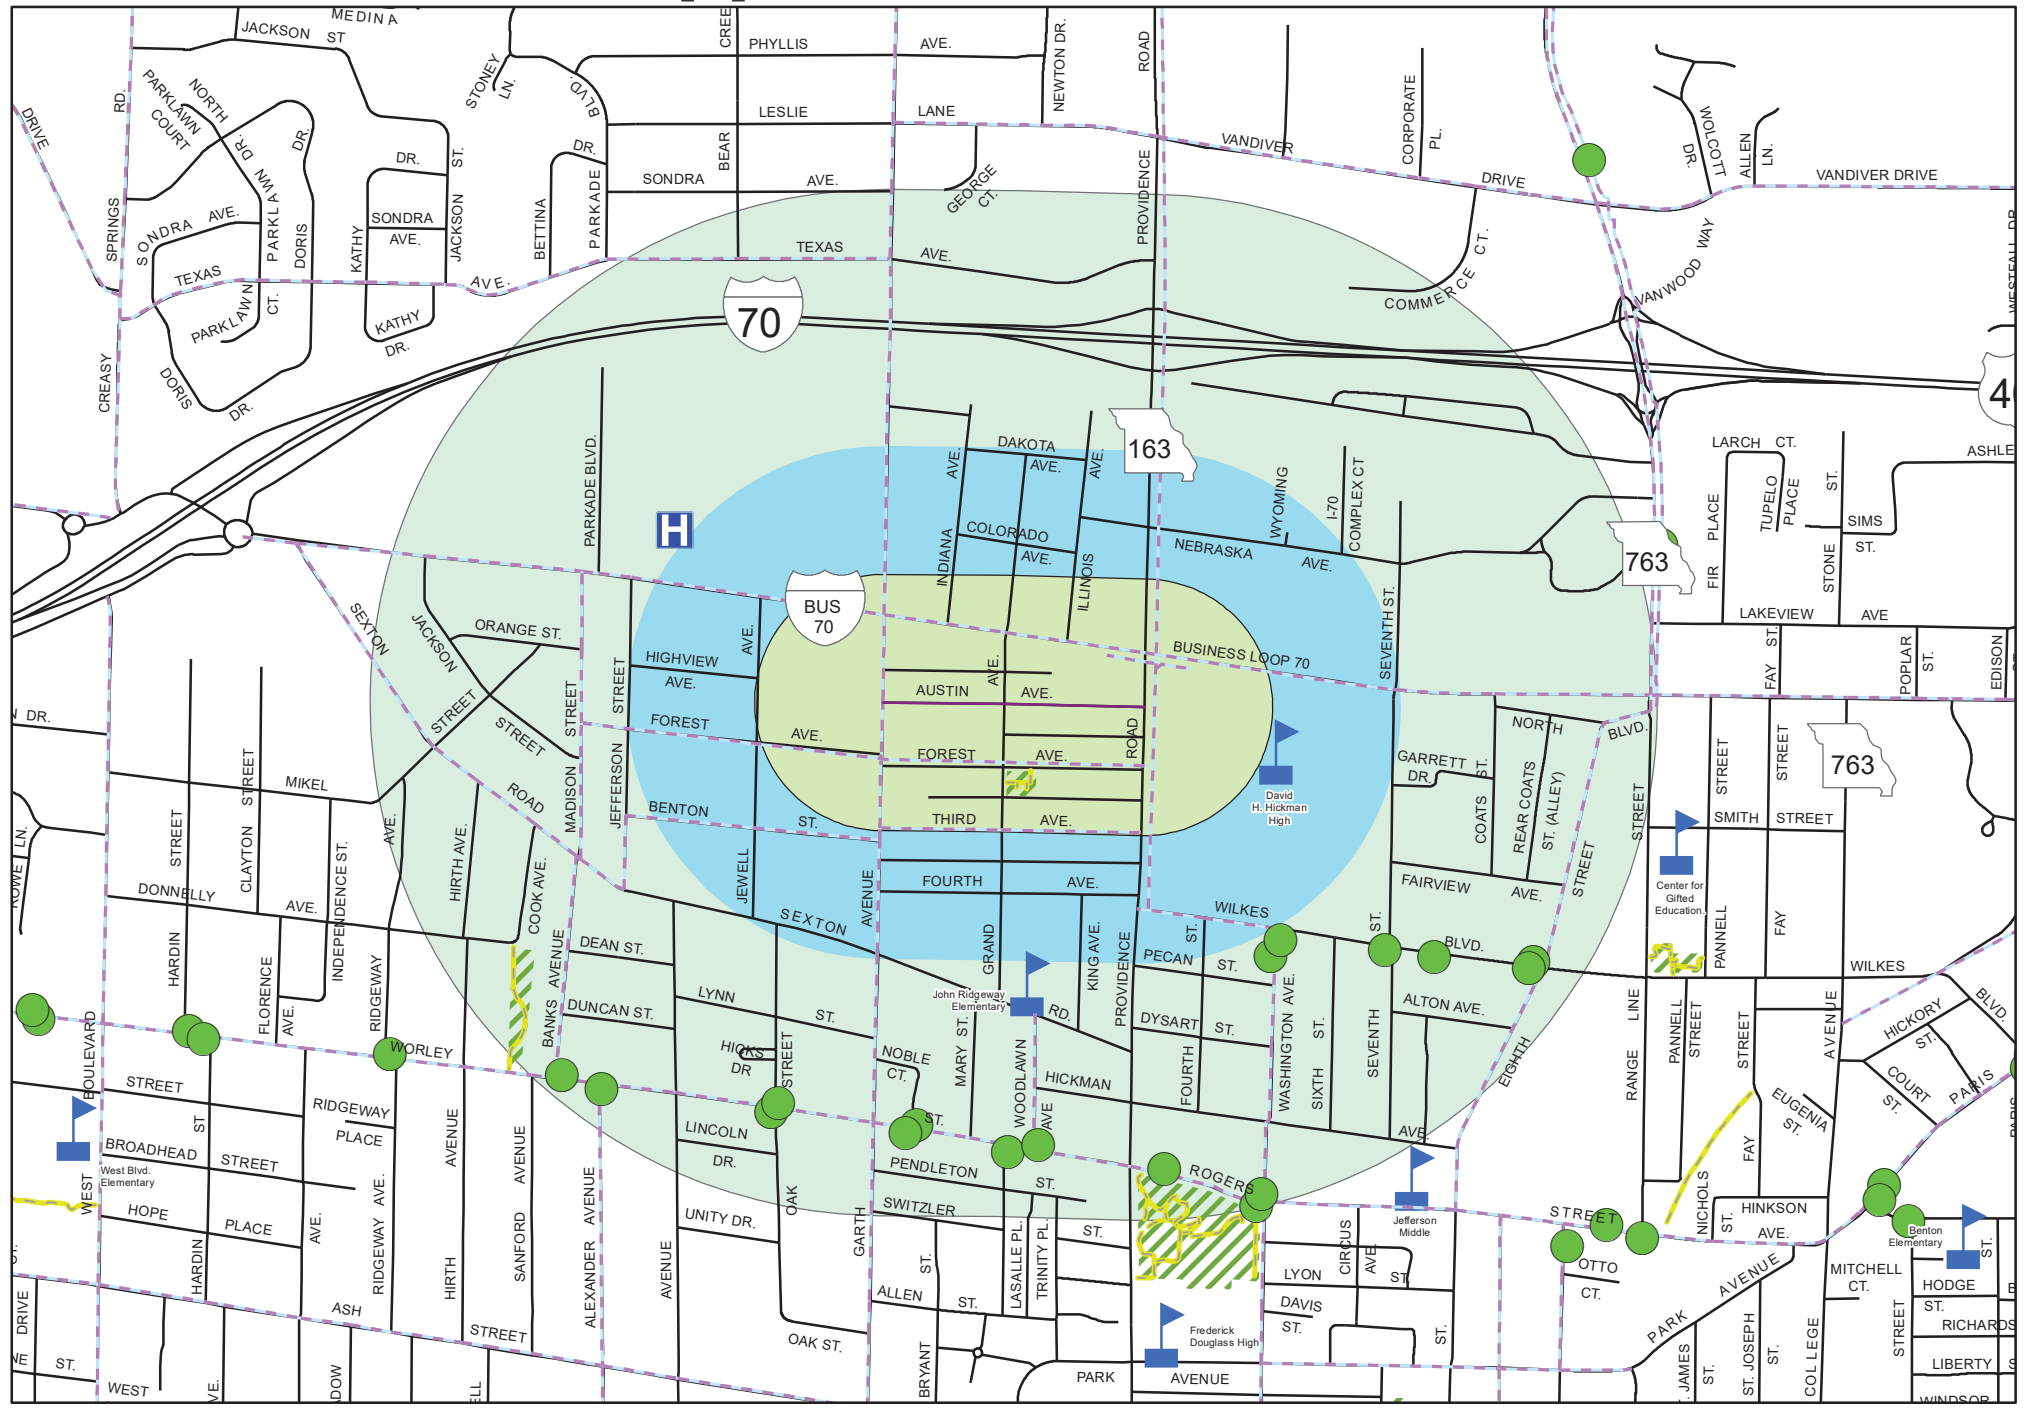 MEDINA
JACKSON ST
CREE
PHYLLIS AVE.
NEWTON DR.
ROAD
DRIVE
RD.
PARKLAWN
COURT
NORTH
DR.
DR.
STONEY
LN.
BLVD.
LESLIE LANE
BEAR
VANDIVER
CORPORATE
PL.
WOLCOTT
DR.
ALLEN
LN.
DR.
ST.
DR.
SONDRA AVE.
GEORGE
CT.
PROVIDENCE
DRIVE
VANDIVER DRIVE
SPRINGS
SONDRA AVE.
PARKLAWN
DORIS
KATHY
SONDRA
AVE.
JACKSON
BETTINA
PARKADE
TEXAS AVE.
COMMERCE CT.
VANWOOD WAY
WESTFALL DR.
TEXAS AVE.
PARKLAWN
CT.
KATHY
DR.
70
CREASY
DORIS
DR.
40
PARKADE BLVD.
DAKOTA
AVE.
AVE.
AVE.
163
LARCH CT.
ASHLE
H
INDIANA
COLORADO
AVE.
ILLINOIS
NEBRASKA AVE.
WYOMING
I-70
COMPLEX CT
763
FIR PLACE
TUPELO
PLACE
ST.
STONE
SIMS
ST.
SEXTON
JACKSON
ORANGE ST.
STREET
STREET
HIGHVIEW
AVE.
AVE.
BUS
70
BUSINESS LOOP 70
SEVENTH ST.
LAKEVIEW AVE
FAY ST.
POPLAR
ST.
EDISON
N DR.
MADISON STREET
JEFFERSON STREET
FOREST AVE.
AUSTIN AVE.
AVE.
ROAD
FOREST AVE.
NORTH
BLVD.
GARRETT
DR.
ST.
COATS
REAR COATS
ST. (ALLEY)
STREET
STREET
STREET
STREET
763
MIKEL
AVE.
HIRTH AVE.
ROAD
BENTON ST.
THIRD AVE.
David
H. Hickman
High
SMITH STREET
ROWE LN.
HARDIN STREET
CLAYTON STREET
INDEPENDENCE ST.
COOK AVE.
JEWELL
AVENUE
FOURTH AVE.
FAIRVIEW AVE.
Center for
Gifted
Education.
DONNELLY AVE.
SEXTON
WILKES
ST.
BLVD.
PANNELL
FAY
WILKES
BLVD.
FLORENCE
AVE.
RIDGEWAY
BANKS AVENUE
DEAN ST.
DUNCAN ST.
LYNN ST.
GRAND
KING AVE.
PROVIDENCE
PECAN ST.
ST.
WASHINGTON AVE.
ALTON AVE.
John Ridgeway
Elementary
RD.
DYSART ST.
SIXTH ST.
SEVENTH
EIGHTH
RANGE LINE
PANNELL
STREET
STREET
AVENUE
HICKORY
ST.
COURT
ST.
PARIS
BOULEVARD
WORLEY
HICKS
DR
STREET
NOBLE
CT.
MARY ST.
WOODLAWN
AVE
HICKMAN AVE.
FOURTH
EUGENIA
ST.
STREET
ST
RIDGEWAY
PLACE
AVENUE
AVENUE
LINCOLN
DR.
ST.
PENDLETON
ST.
ROGERS
BROADHEAD STREET
West Blvd.
Elementary
WEST
HOPE PLACE
HARDIN
AVE.
RIDGEWAY AVE.
HIRTH
SANFORD
ALEXANDER AVENUE
AVENUE
UNITY DR.
OAK
GARTH
SWITZLER
ST.
ST.
LASALLE PL.
TRINITY PL.
CIRCUS
AVE.
Jefferson
Middle
STREET
NICHOLS
ST.
FAY
HINKSON
AVE.
Benton
Elementary
ST.
ASH
STREET
ALLEN ST.
LYON ST.
DAVIS
ST.
ST.
OTTO
CT.
AVENUE
PARK
MITCHELL
CT.
HODGE
ST.
RICHARDS
DRIVE
OAK ST.
BRYANT
Frederick
Douglass High
PARK AVENUE
JAMES
ST.
ST. JOSEPH
ST.
COLLEGE
STREET
LIBERTY
WINDSOR
ST.
WEST